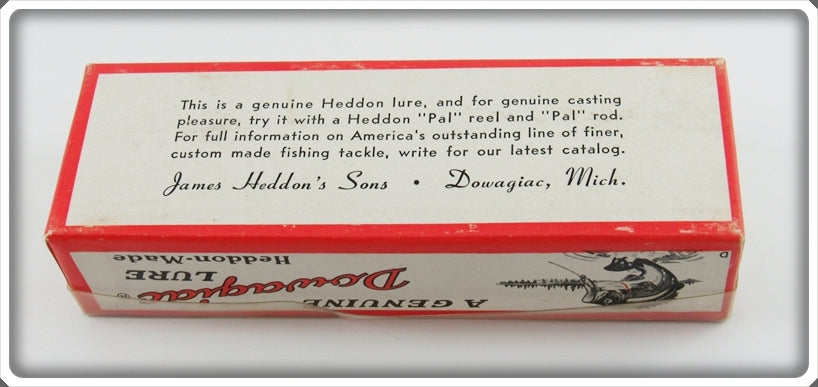 This is a genuine Heddon lure, and for genuine casting
pleasure, try it with a Heddon "Pal" reel and "Pal" rod.
For full information on America's outstanding line of finer,
custom made fishing tackle, write for our latest catalog.
James Heddon's Sons • Dowagiac, Mich.
A GENUINE
Dowagiac®
LURE
Heddon-Made
D